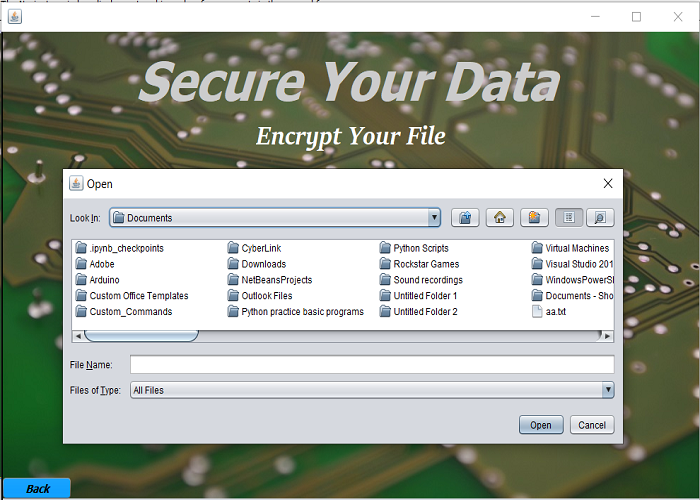 Secure Your Data
Encrypt Your File
Open
Look In: Documents
.ipynb_checkpoints CyberLink Python Scripts Virtual Machines
Adobe Downloads Rockstar Games Visual Studio 201
Arduino NetBeansProjects Sound recordings WindowsPowerSh
Custom Office Templates Outlook Files Untitled Folder 1 Documents - Sho
Custom_Commands Python practice basic programs Untitled Folder 2 aa.txt
File Name:
Files of Type: All Files
Open Cancel
Back